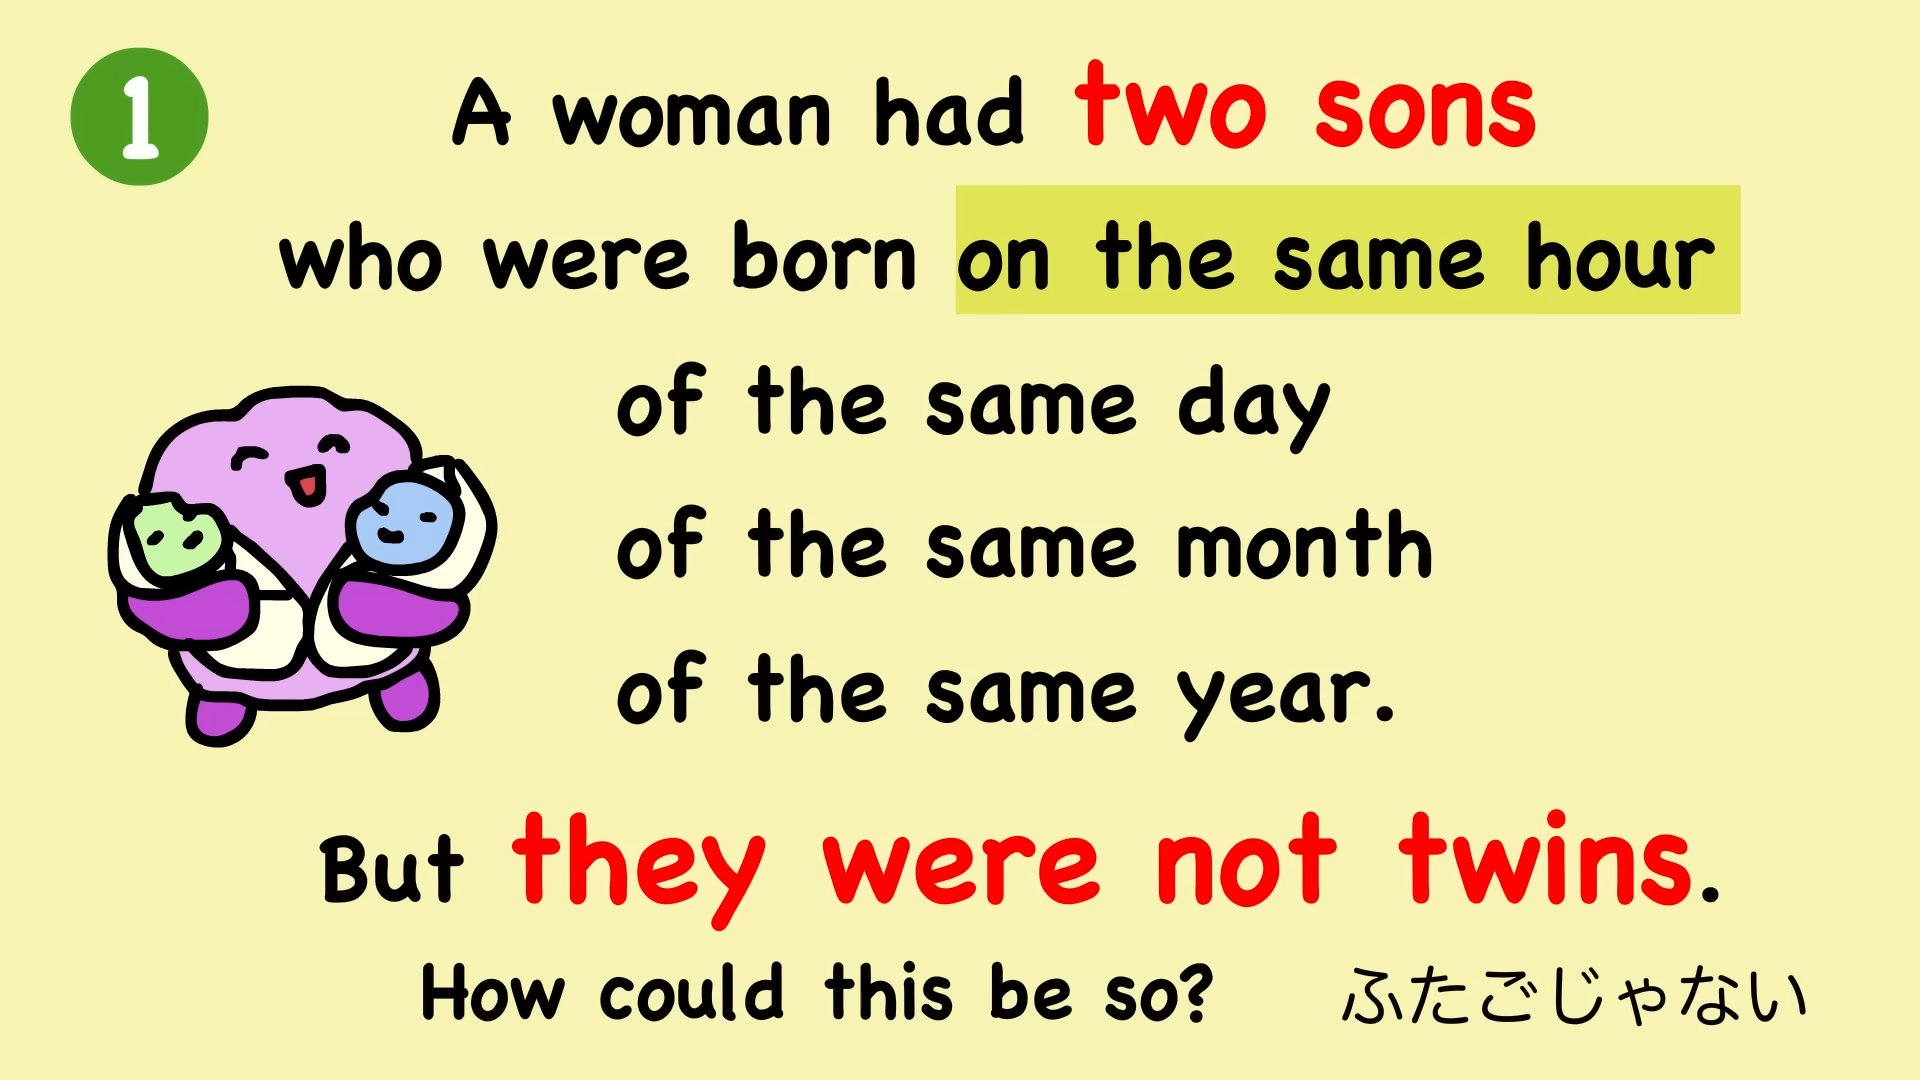 1
A woman had two sons
who were born on the same hour
of the same day
of the same month
of the same year.
But they were not twins.
How could this be so?
ふたごじゃない